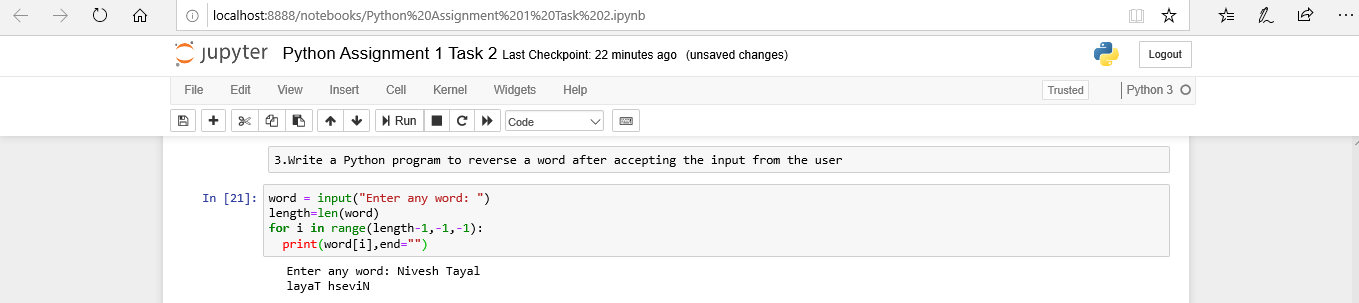 localhost:8888/notebooks/Python%20Assignment%201%20Task%202.ipynb
jupyter Python Assignment 1 Task 2 Last Checkpoint: 22 minutes ago (unsaved changes) Logout
File Edit View Insert Cell Kernel Widgets Help Trusted Python 3
Run Code
3.Write a Python program to reverse a word after accepting the input from the user
In [21]: word = input("Enter any word: ")
length=len(word)
for i in range(length-1,-1,-1):
  print(word[i],end="")
Enter any word: Nivesh Tayal
layaT hseviN